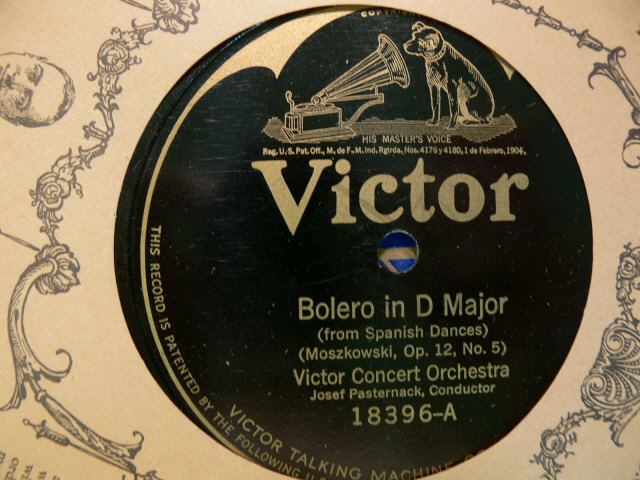 HIS MASTER'S VOICE
Reg. U.S. Pat. Off., M. de F. M. Ind. Rgtrda. Nos. 4176 y 4180, 1 de Febrero, 1904.
Victor
Bolero in D Major
(from Spanish Dances)
(Moszkowski, Op. 12, No. 5)
Victor Concert Orchestra
Josef Pasternack, Conductor
18396-A
THIS RECORD IS PATENTED BY THE FOLLOWING U.S.
VICTOR TALKING MACHINE